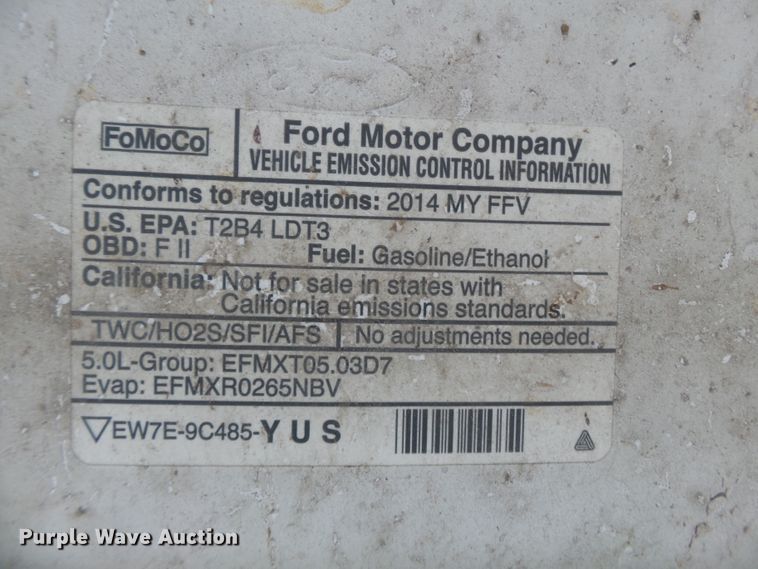 FoMoCo
Ford Motor Company
VEHICLE EMISSION CONTROL INFORMATION
Conforms to regulations: 2014 MY FFV
U.S. EPA: T2B4 LDT3
OBD: F II Fuel: Gasoline/Ethanol
California: Not for sale in states with
California emissions standards.
TWC/HO2S/SFI/AFS No adjustments needed.
5.0L-Group: EFMXT05.03D7
Evap: EFMXR0265NBV
EW7E-9C485-YUS
Purple Wave Auction